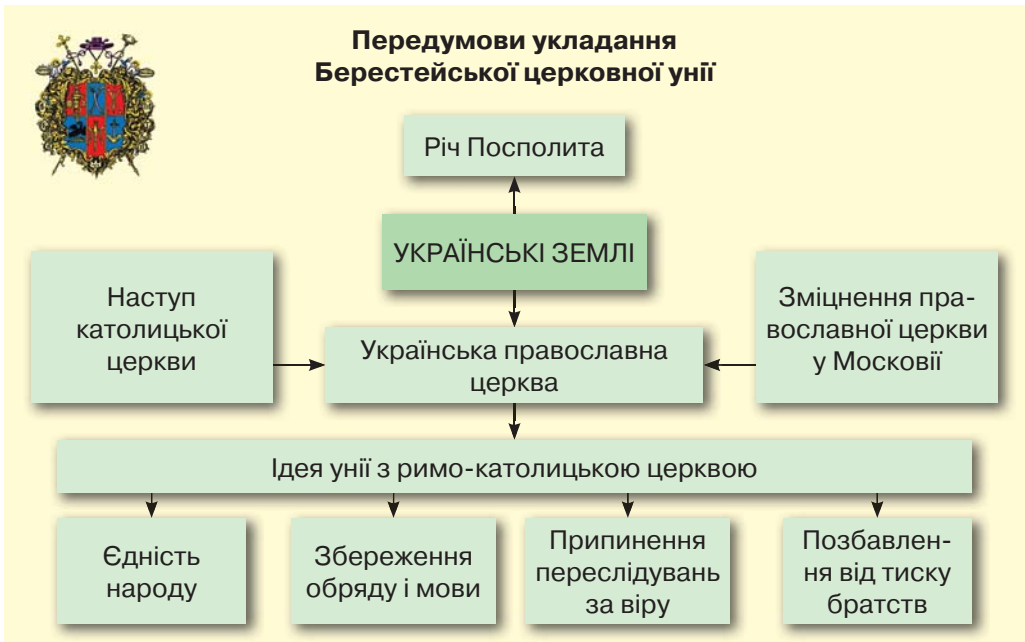 Передумови укладання
Берестейської церковної унії
Річ Посполита
УКРАЇНСЬКІ ЗЕМЛІ
Наступ
католицької
церкви
Українська православна
церква
Зміцнення пра-
вославної церкви
у Московії
Ідея унії з римо-католицькою церквою
Єдність
народу
Збереження
обряду і мови
Припинення
переслідувань
за віру
Позбавлен-
ня від тиску
братств